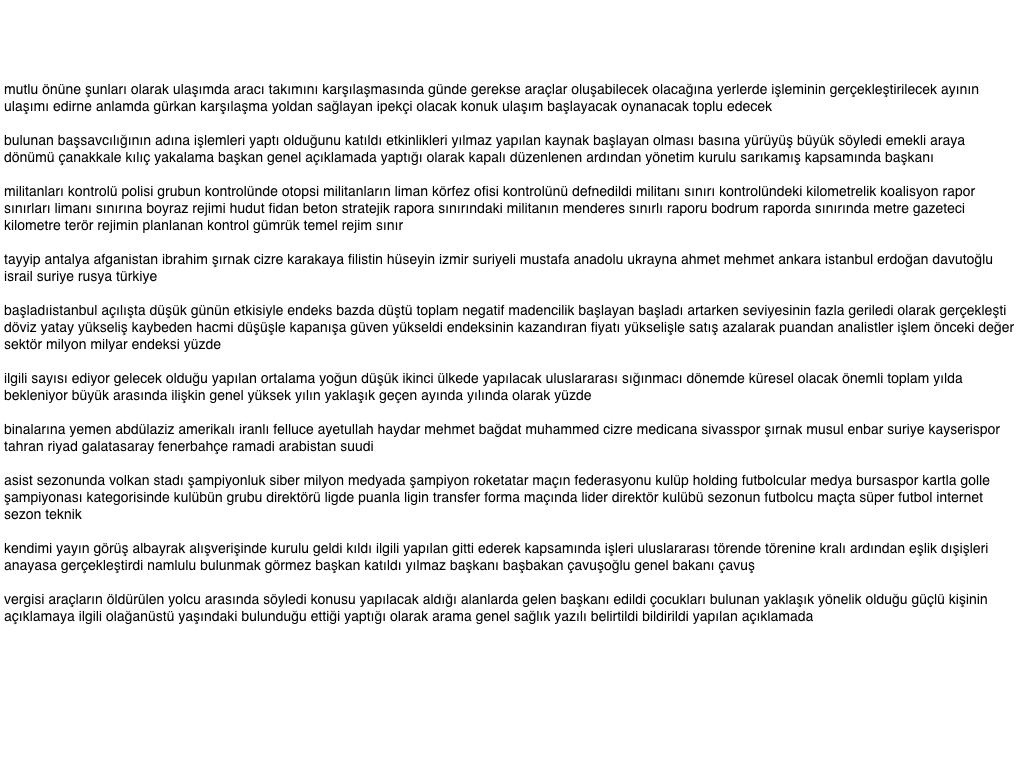 mutlu önüne şunları olarak ulaşımda aracı takımını karşılaşmasında günde gerekse araçlar oluşabilecek olacağına yerlerde işleminin gerçekleştirilecek ayının
ulaşımı edirne anlamda gürkan karşılaşma yoldan sağlayan ipekçi olacak konuk ulaşım başlayacak oynanacak toplu edecek
bulunan başsavcılığının adına işlemleri yaptı olduğunu katıldı etkinlikleri yılmaz yapılan kaynak başlayan olması basına yürüyüş büyük söyledi emekli araya
dönümü çanakkale kılıç yakalama başkan genel açıklamada yaptığı olarak kapalı düzenlenen ardından yönetim kurulu sarıkamış kapsamında başkanı
militanları kontrolü polisi grubun kontrolünde otopsi militanların liman körfez ofisi kontrolünü defnedildi militanı sınırı kontrolündeki kilometrelik koalisyon rapor
sınırları limanı sınırına boyraz rejimi hudut fidan beton stratejik rapora sınırındaki militanın menderes sınırlı raporu bodrum raporda sınırında metre gazeteci
kilometre terör rejimin planlanan kontrol gümrük temel rejim sınır
tayyip antalya afganistan ibrahim şırnak cizre karakaya filistin hüseyin izmir suriyeli mustafa anadolu ukrayna ahmet mehmet ankara istanbul erdoğan davutoğlu
israil suriye rusya türkiye
başladıistanbul açılışta düşük günün etkisiyle endeks bazda düştü toplam negatif madencilik başlayan başladı artarken seviyesinin fazla geriledi olarak gerçekleşti
döviz yatay yükseliş kaybeden hacmi düşüşle kapanışa güven yükseldi endeksinin kazandıran fiyatı yükselişle satış azalarak puandan analistler işlem önceki değer
sektör milyon milyar endeksi yüzde
ilgili sayısı ediyor gelecek olduğu yapılan ortalama yoğun düşük ikinci ülkede yapılacak uluslararası sığınmacı dönemde küresel olacak önemli toplam yılda
bekleniyor büyük arasında ilişkin genel yüksek yılın yaklaşık geçen ayında yılında olarak yüzde
binalarına yemen abdülaziz amerikalı iranlı felluce ayetullah haydar mehmet bağdat muhammed cizre medicana sivasspor şırnak musul enbar suriye kayserispor
tahran riyad galatasaray fenerbahçe ramadi arabistan suudi
asist sezonunda volkan stadı şampiyonluk siber milyon medyada şampiyon roketatar maçın federasyonu kulüp holding futbolcular medya bursaspor kartla golle
şampiyonası kategorisinde kulübün grubu direktörü ligde puanla ligin transfer forma maçında lider direktör kulübü sezonun futbolcu maçta süper futbol internet
sezon teknik
kendimi yayın görüş albayrak alışverişinde kurulu geldi kıldı ilgili yapılan gitti ederek kapsamında işleri uluslararası törende törenine kralı ardından eşlik dışişleri
anayasa gerçekleştirdi namlulu bulunmak görmez başkan katıldı yılmaz başkanı başbakan çavuşoğlu genel bakanı çavuş
vergisi araçların öldürülen yolcu arasında söyledi konusu yapılacak aldığı alanlarda gelen başkanı edildi çocukları bulunan yaklaşık yönelik olduğu güçlü kişinin
açıklamaya ilgili olağanüstü yaşındaki bulunduğu ettiği yaptığı olarak arama genel sağlık yazılı belirtildi bildirildi yapılan açıklamada